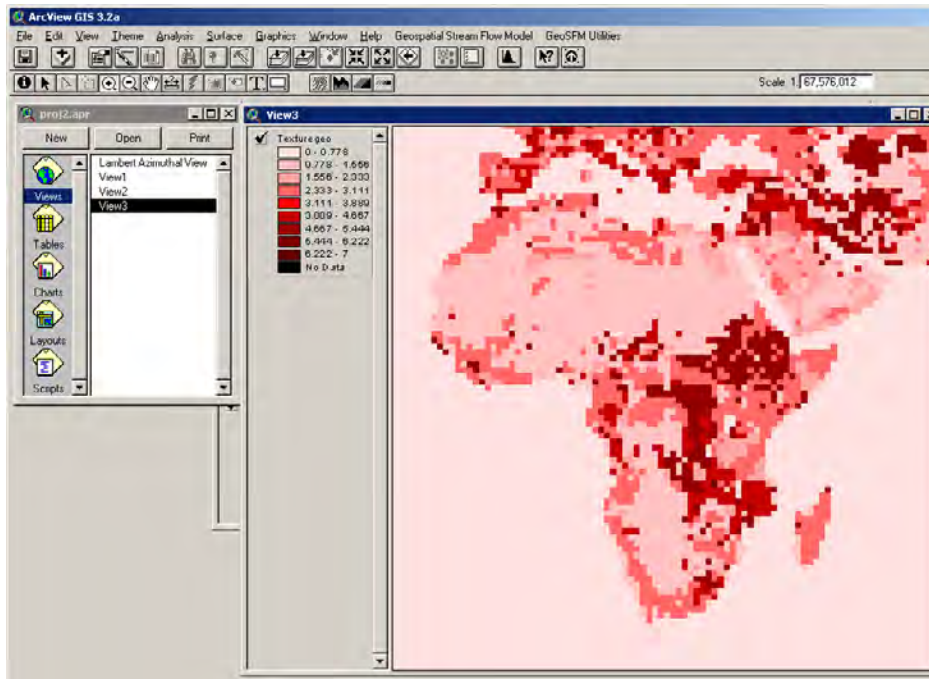 ArcView GIS 3.2a
File Edit View Theme Analysis Surface Graphics Window Help Geospatial Stream Flow Model GeoSFM Utilities
Scale 1: 67,576,012
proj2.apr
New Open Print
Views
Tables
Charts
Layouts
Scripts
Lambert Azimuthal View
View1
View2
View3
View3
Texturegeo
0 - 0.778
0.778 - 1.556
1.556 - 2.333
2.333 - 3.111
3.111 - 3.889
3.889 - 4.667
4.667 - 5.444
5.444 - 6.222
6.222 - 7
No Data